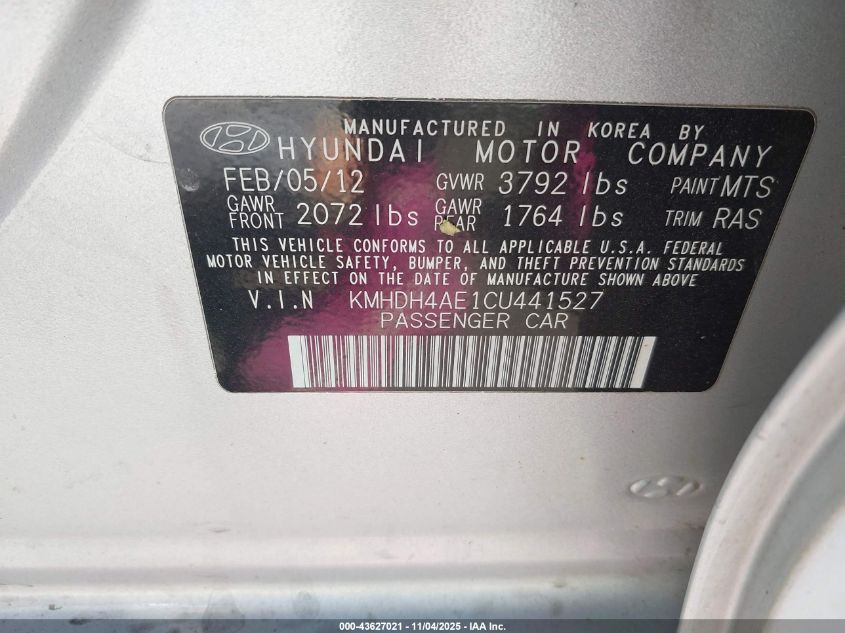 MANUFACTURED IN KOREA BY
HYUNDAI MOTOR COMPANY
FEB/05/12 GVWR 3792 lbs PAINT MTS
GAWR FRONT 2072 lbs GAWR REAR 1764 lbs TRIM RAS
THIS VEHICLE CONFORMS TO ALL APPLICABLE U.S.A. FEDERAL
MOTOR VEHICLE SAFETY, BUMPER, AND THEFT PREVENTION STANDARDS
IN EFFECT ON THE DATE OF MANUFACTURE SHOWN ABOVE
V.I.N KMHDH4AE1CU441527
PASSENGER CAR
000-43627021 - 11/04/2025 - IAA Inc.